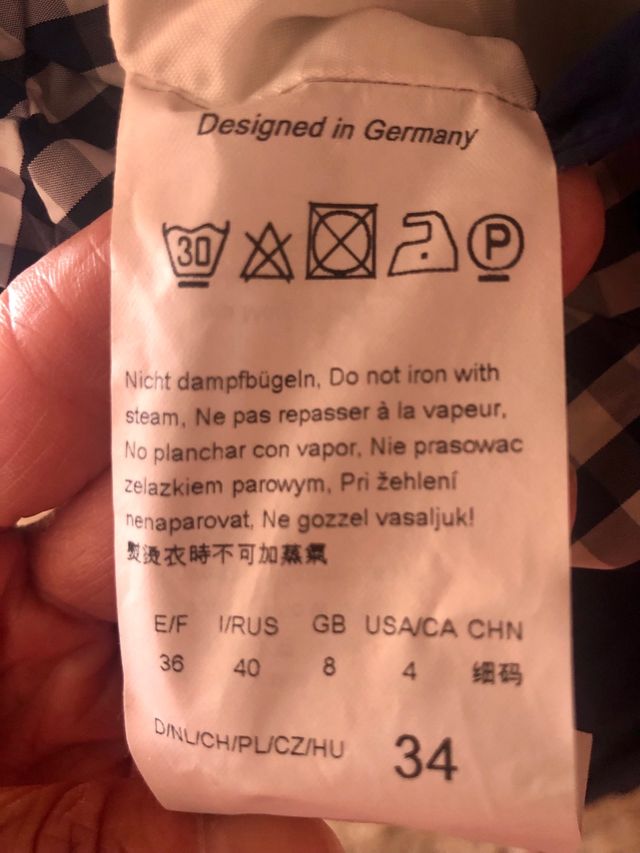 Designed in Germany
30 P
Nicht dampfbügeln, Do not iron with
steam, Ne pas repasser à la vapeur,
No planchar con vapor, Nie prasowac
zelazkiem parowym, Pri žehlení
nenaparovat, Ne gozzel vasaljuk!
熨燙衣時不可加蒸氣
E/F I/RUS GB USA/CA CHN
36 40 8 4 细码
D/NL/CH/PL/CZ/HU 34